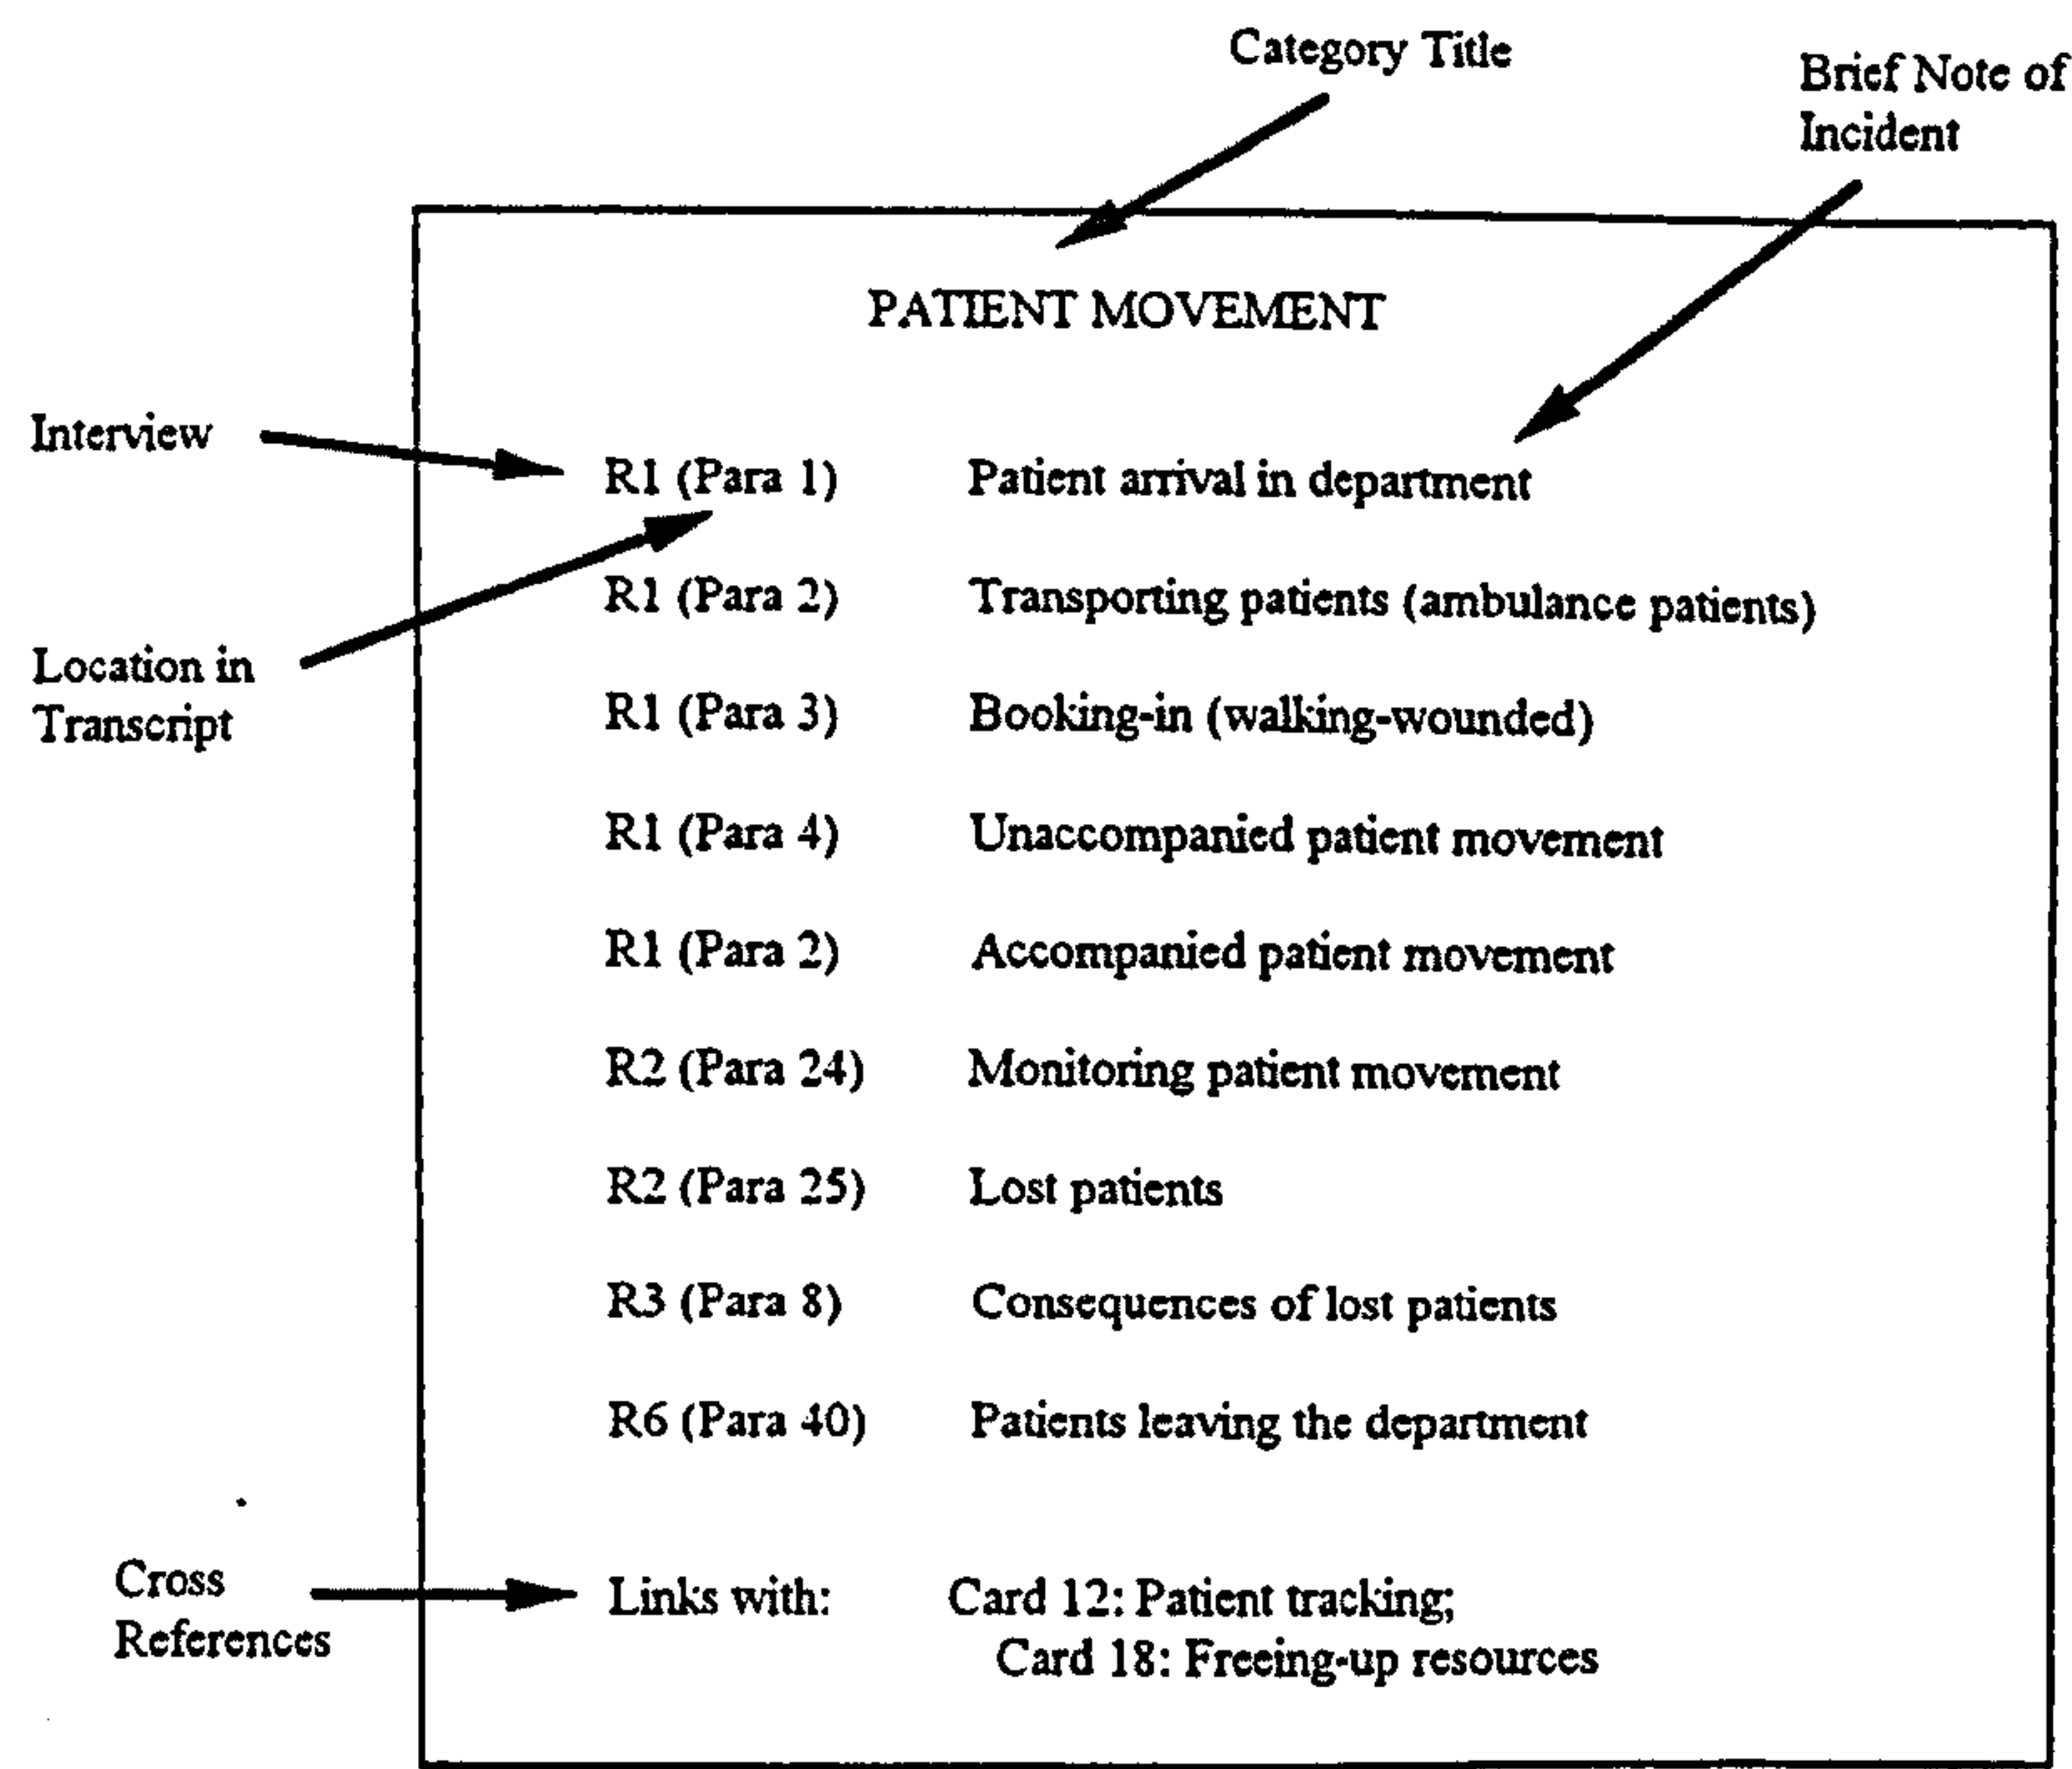 Category Title
Brief Note of
Incident
PATIENT MOVEMENT
Interview
R1 (Para 1) Patient arrival in department
R1 (Para 2) Transporting patients (ambulance patients)
Location in
Transcript
R1 (Para 3) Booking-in (walking-wounded)
R1 (Para 4) Unaccompanied patient movement
R1 (Para 2) Accompanied patient movement
R2 (Para 24) Monitoring patient movement
R2 (Para 25) Lost patients
R3 (Para 8) Consequences of lost patients
R6 (Para 40) Patients leaving the department
Cross
References
Links with: Card 12: Patient tracking;
Card 18: Freeing-up resources